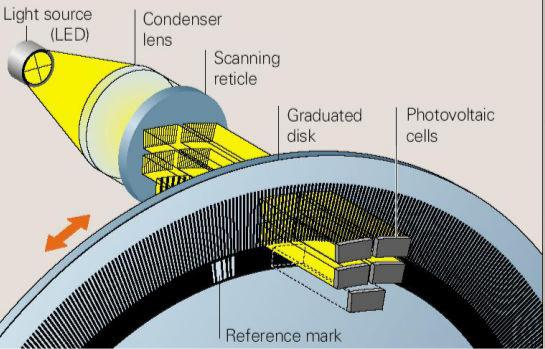 Light source
(LED)
Condenser
lens
Scanning
reticle
Graduated
disk
Photovoltaic
cells
Reference mark